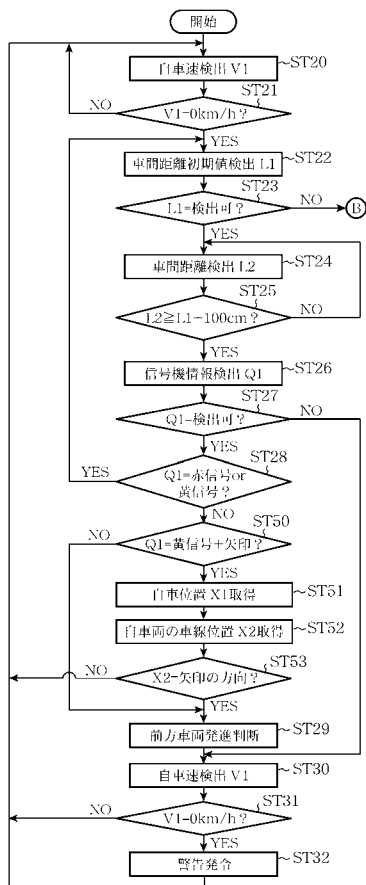 開始
自車速検出 V1
ST20
ST21
V1=0km/h?
NO
YES
車間距離初期値検出 L1
ST22
ST23
L1=検出可?
NO
B
YES
車間距離検出 L2
ST24
ST25
L2≧L1+100cm?
NO
YES
信号機情報検出 Q1
ST26
ST27
Q1=検出可?
NO
YES
ST28
Q1=赤信号or
黄信号?
YES
NO
ST50
Q1=黄信号+矢印?
NO
YES
自車位置 X1取得
ST51
自車両の車線位置 X2取得
ST52
ST53
X2=矢印の方向?
NO
YES
前方車両発進判断
ST29
自車速検出 V1
ST30
ST31
V1=0km/h?
NO
YES
警告発令
ST32